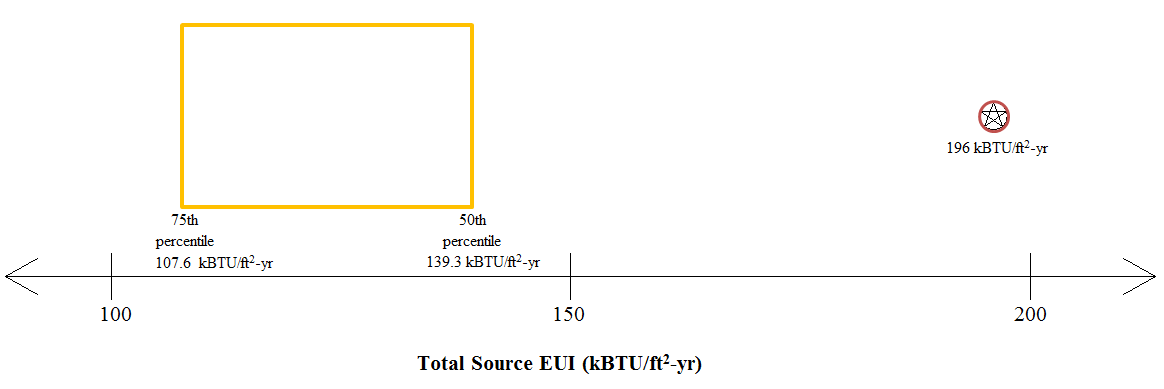 196 kBTU/ft²-yr
75th
percentile
107.6 kBTU/ft²-yr
50th
percentile
139.3 kBTU/ft²-yr
100
150
200
Total Source EUI (kBTU/ft²-yr)